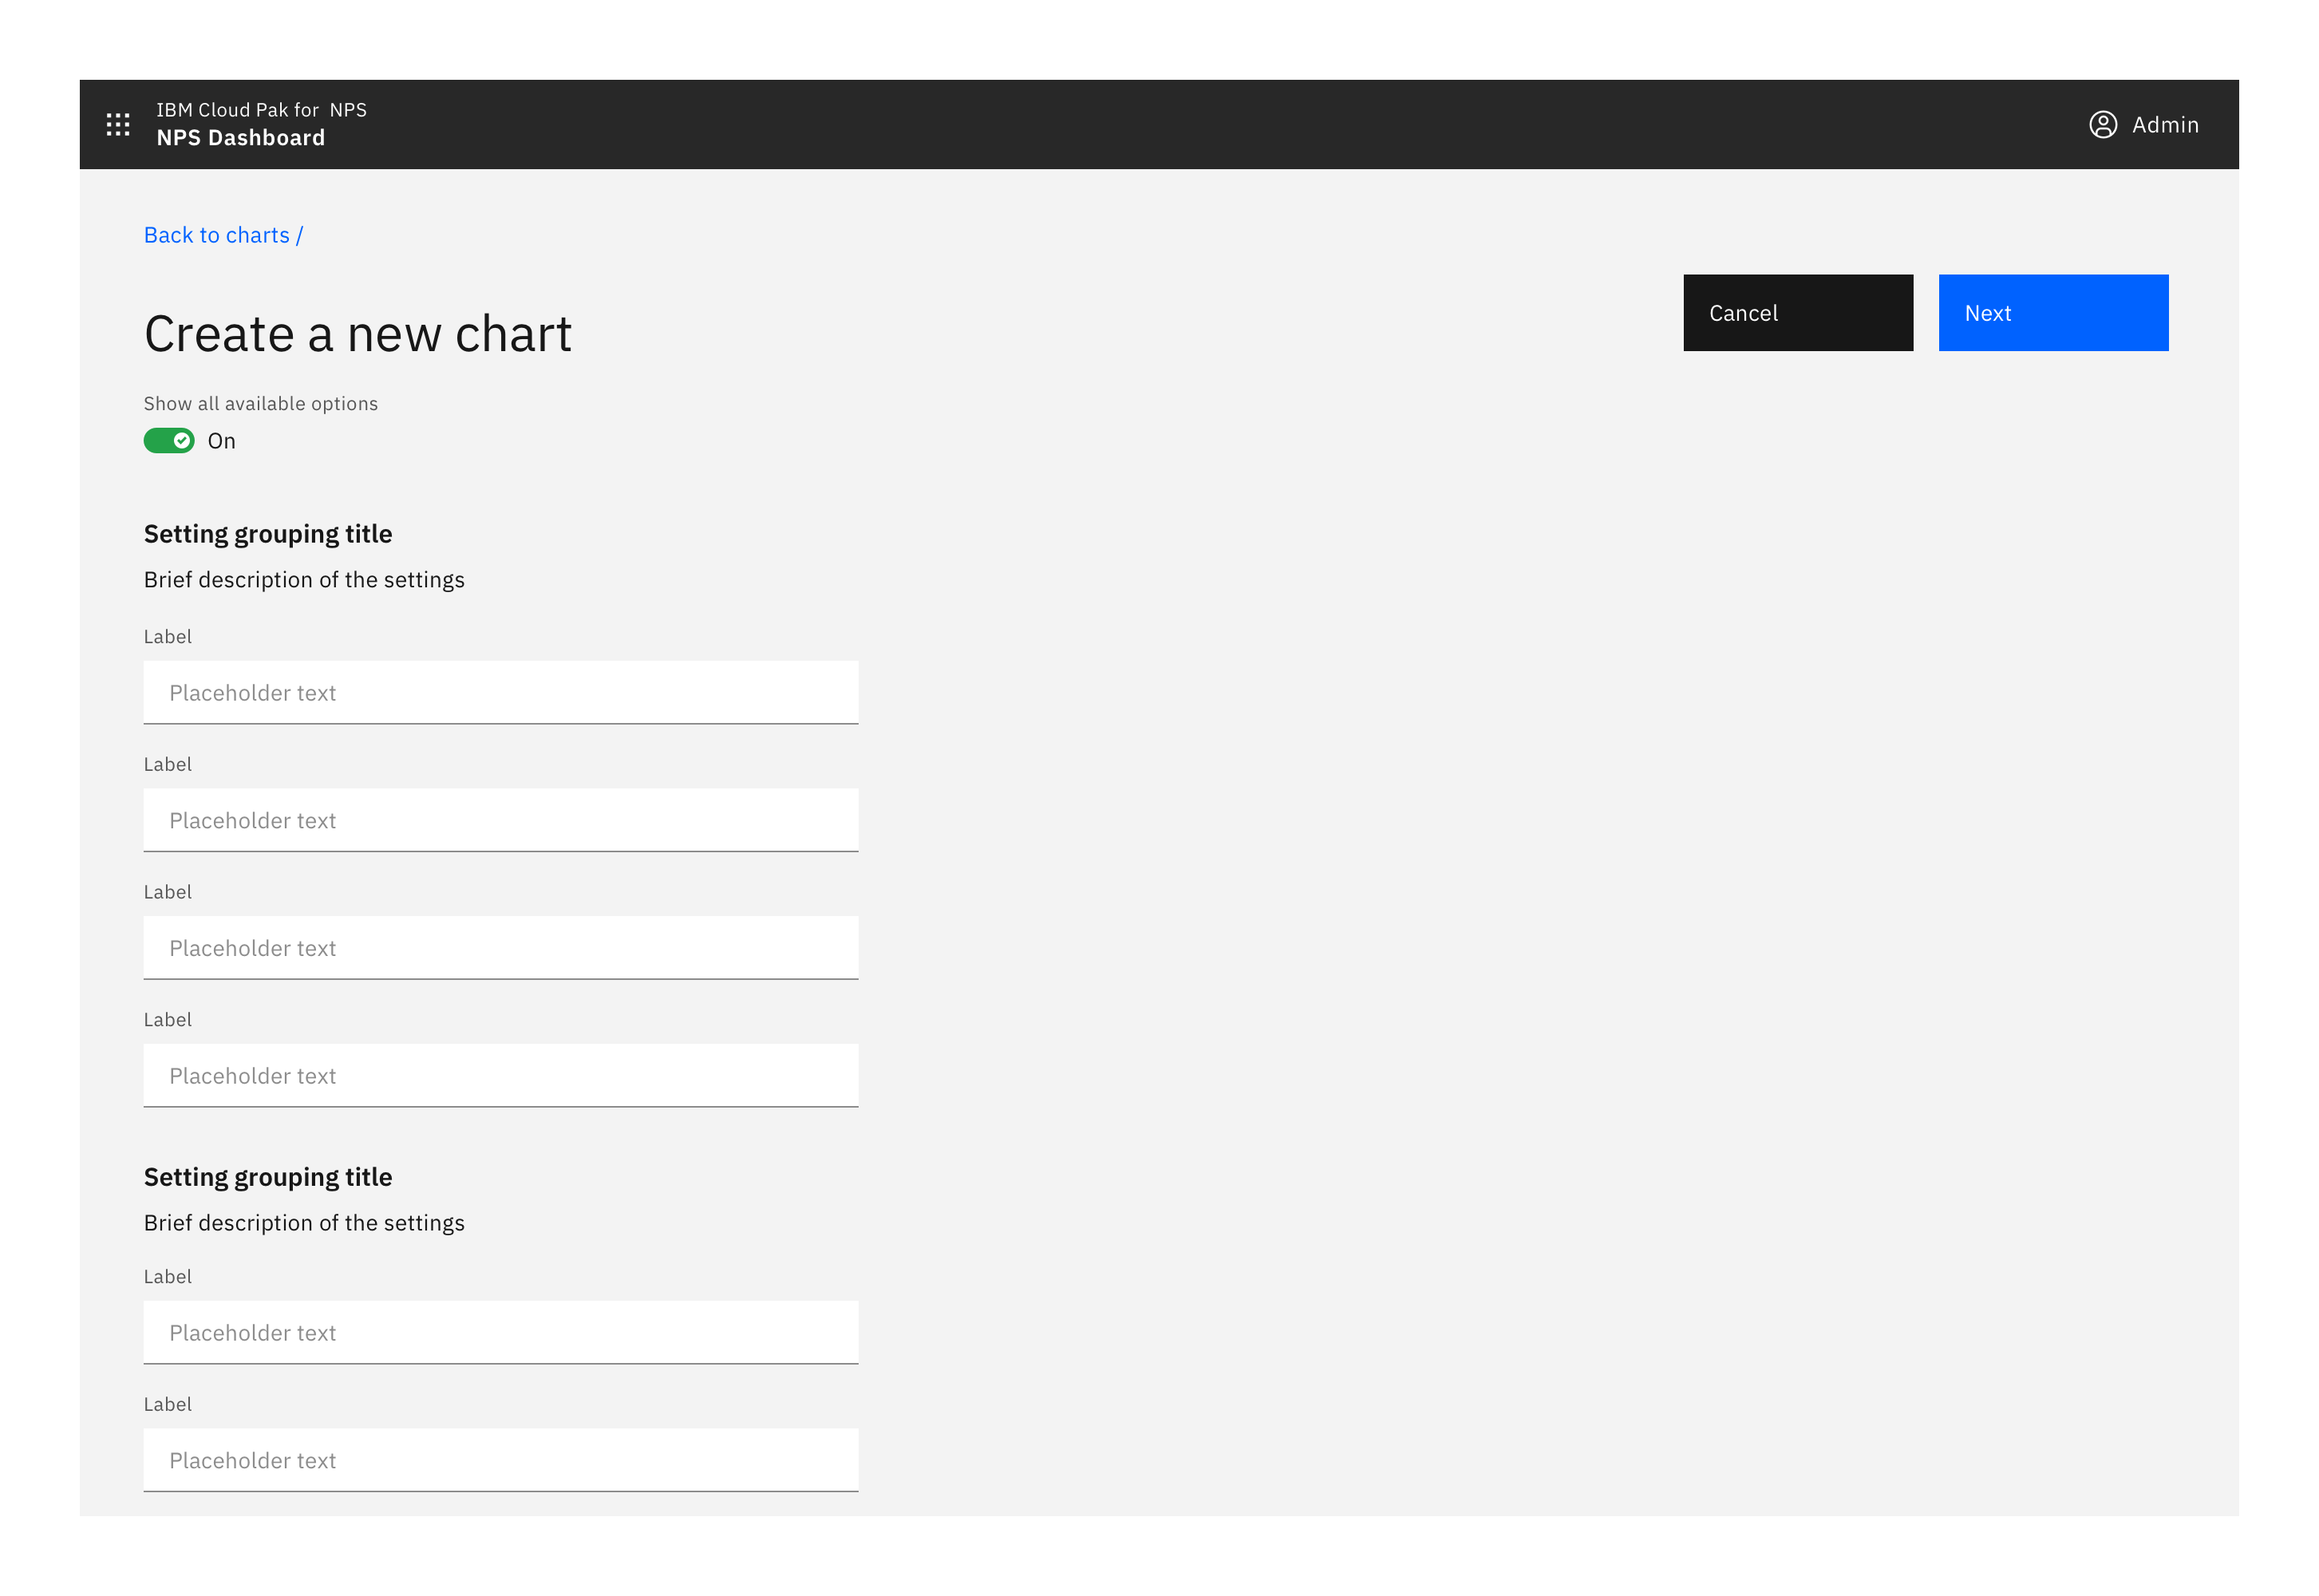 IBM Cloud Pak for  NPS
NPS Dashboard
Admin
Back to charts /
Create a new chart
Cancel
Next
Show all available options
On
Setting grouping title
Brief description of the settings
Label
Placeholder text
Label
Placeholder text
Label
Placeholder text
Label
Placeholder text
Setting grouping title
Brief description of the settings
Label
Placeholder text
Label
Placeholder text